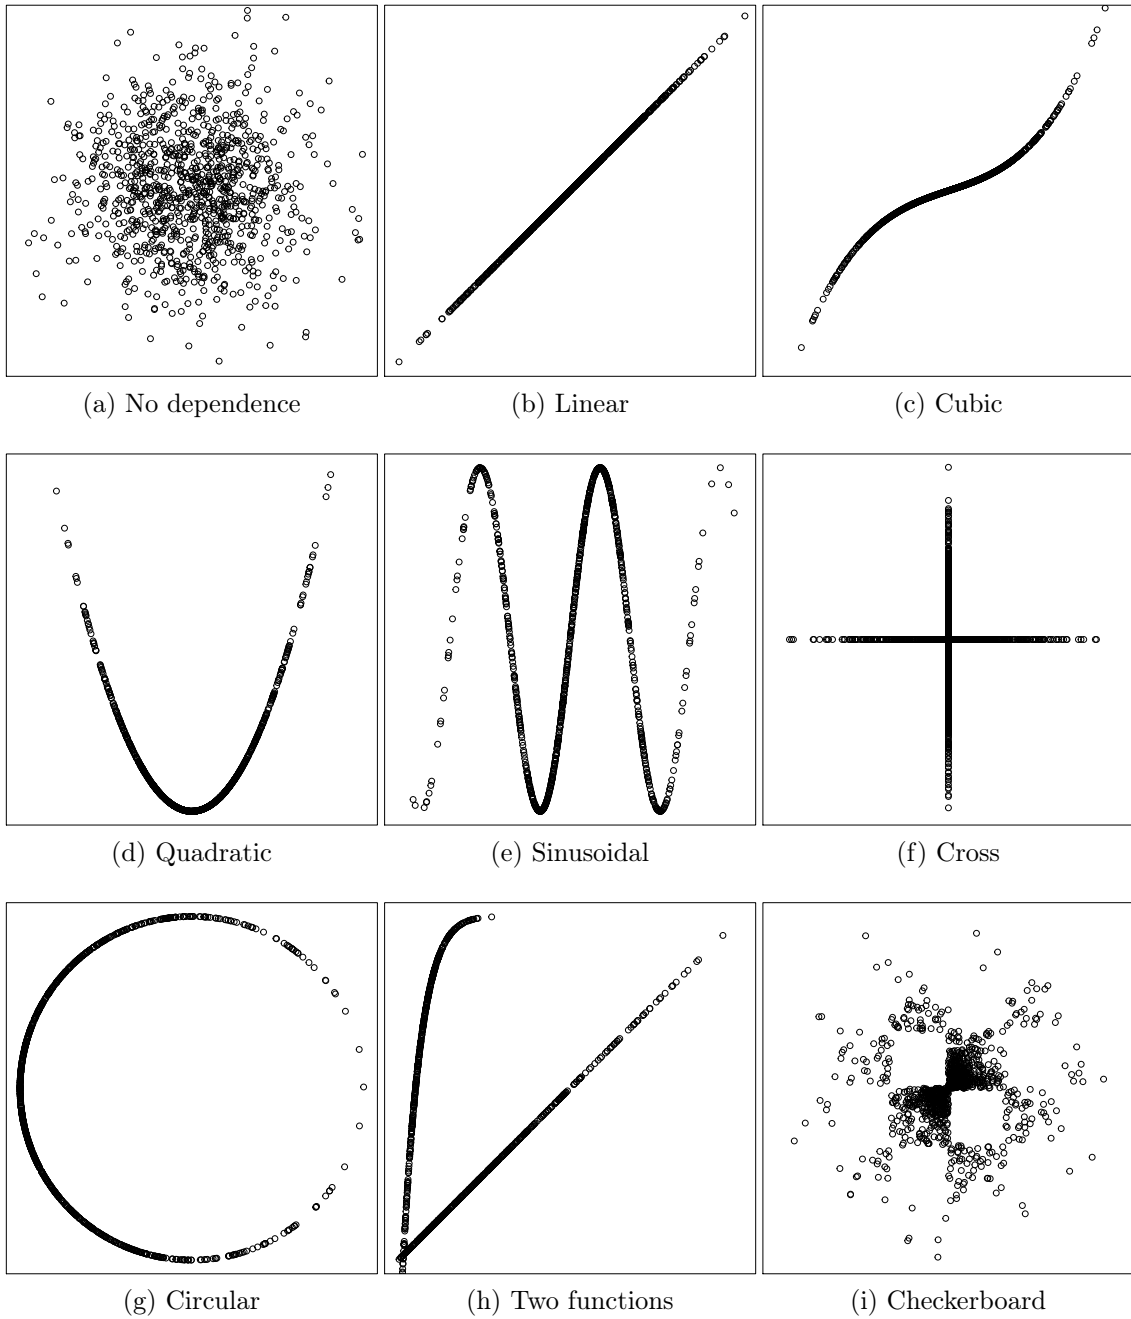 (a) No dependence
(b) Linear
(c) Cubic
(d) Quadratic
(e) Sinusoidal
(f) Cross
(g) Circular
(h) Two functions
(i) Checkerboard